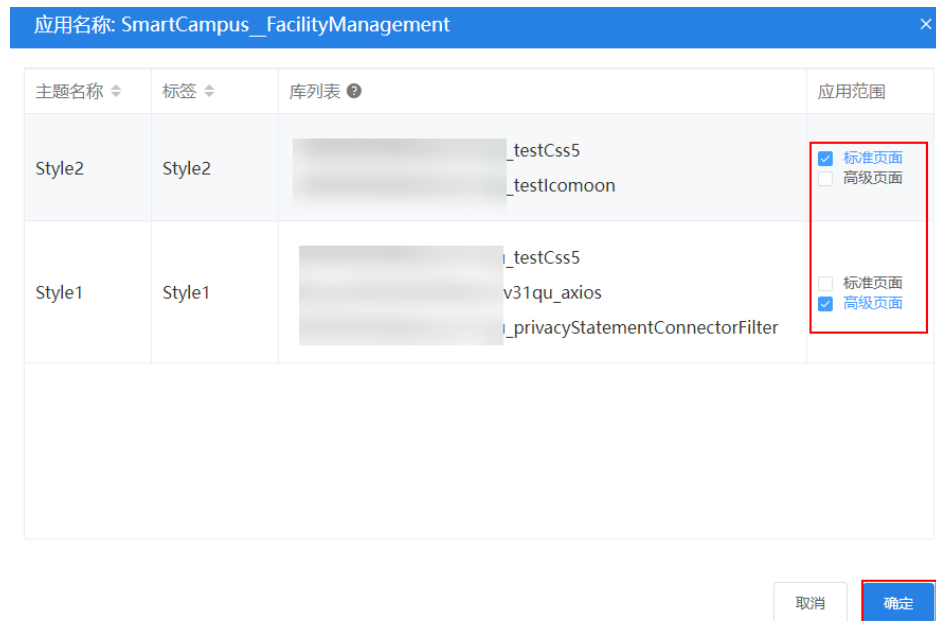 应用名称: SmartCampus__FacilityManagement ×
主题名称 标签 库列表 ? 应用范围
Style2 Style2
_testCss5
_testIcomoon
标准页面
高级页面
Style1 Style1
_testCss5
v31qu_axios
_privacyStatementConnectorFilter
标准页面
高级页面
取消 确定